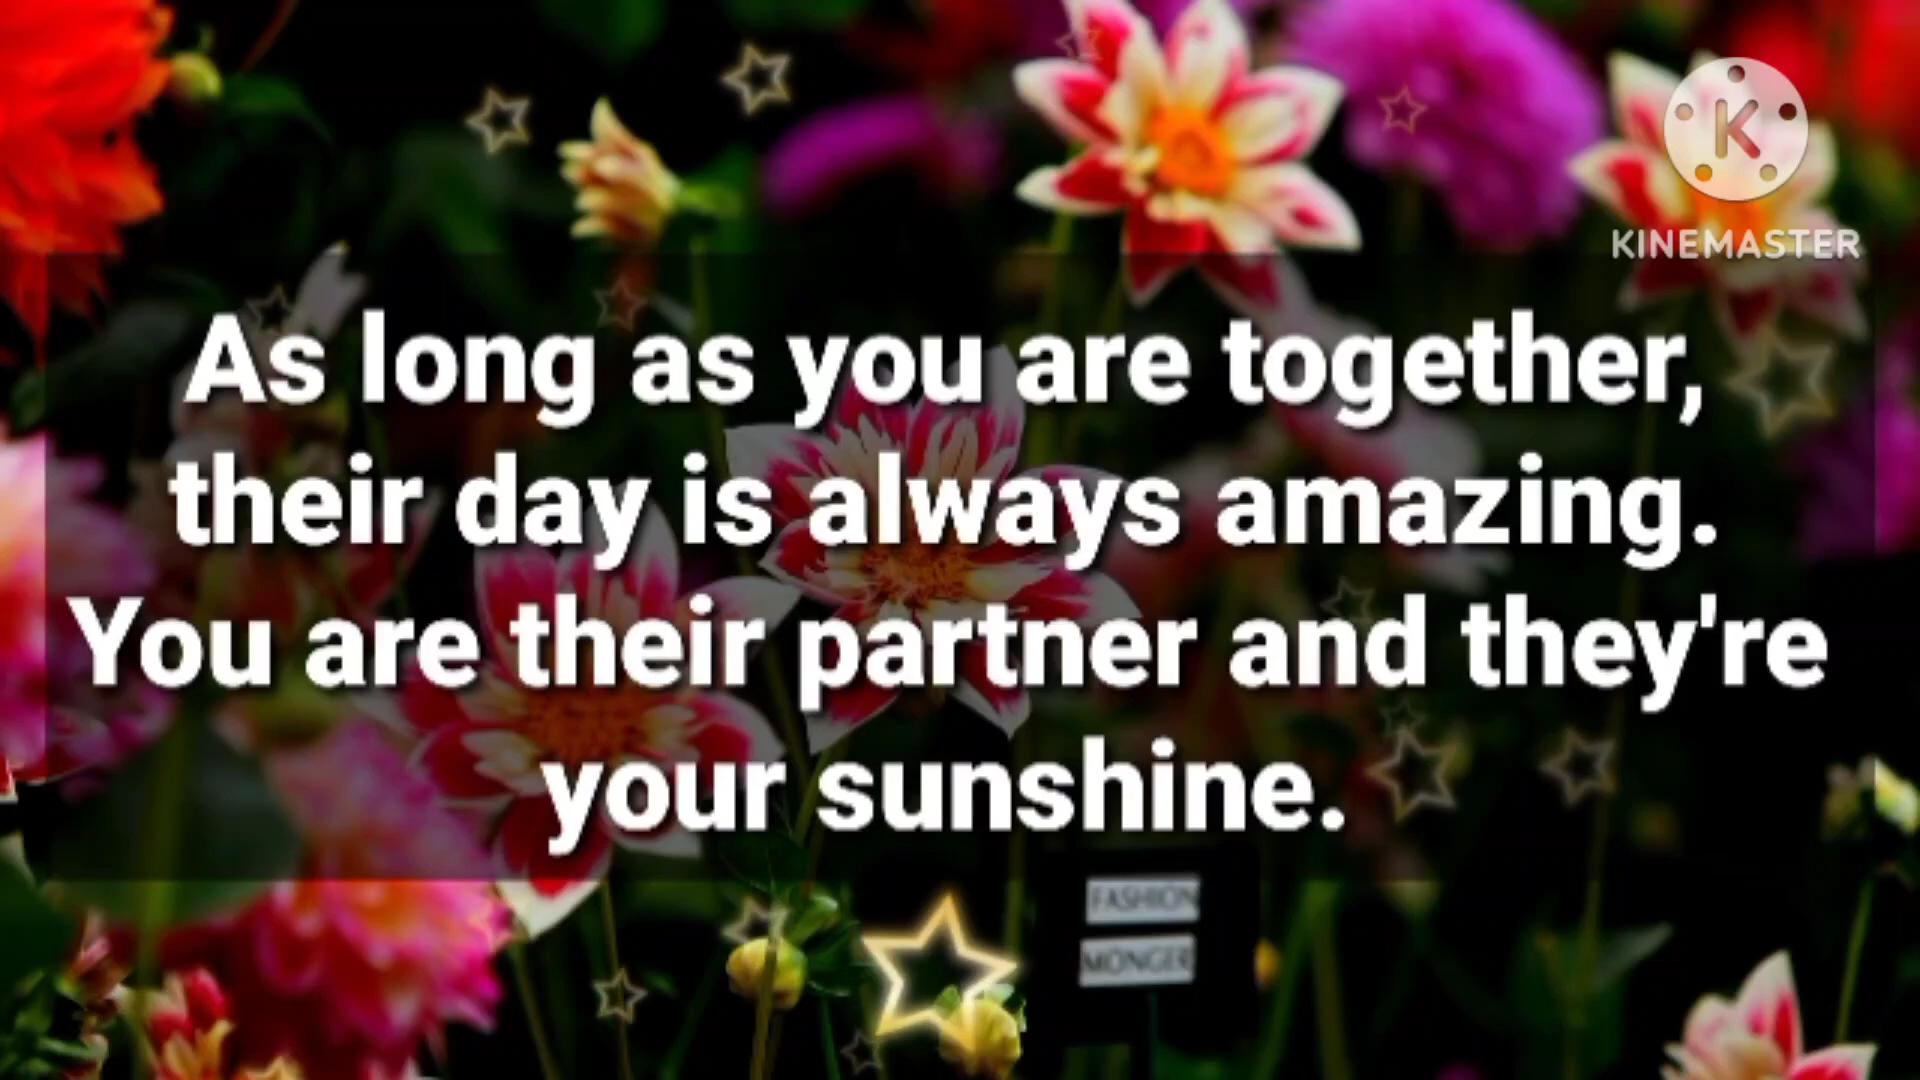 K
KINEMASTER
As long as you are together,
their day is always amazing.
You are their partner and they're
your sunshine.
FASHION
MONGER